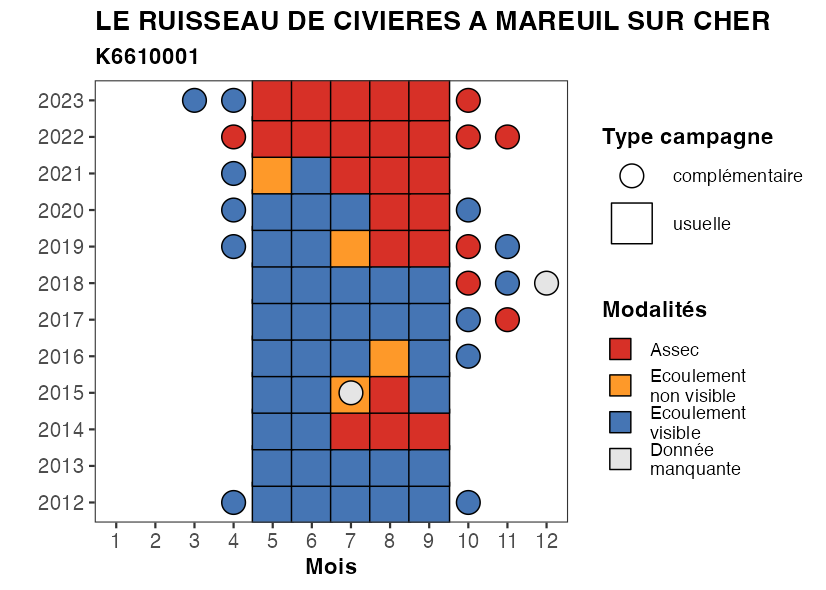 LE RUISSEAU DE CIVIERES A MAREUIL SUR CHER
K6610001
2023
2022
2021
2020
2019
2018
2017
2016
2015
2014
2013
2012
1 2 3 4 5 6 7 8 9 10 11 12
Mois
Type campagne
complémentaire
usuelle
Modalités
Assec
Ecoulement
non visible
Ecoulement
visible
Donnée
manquante